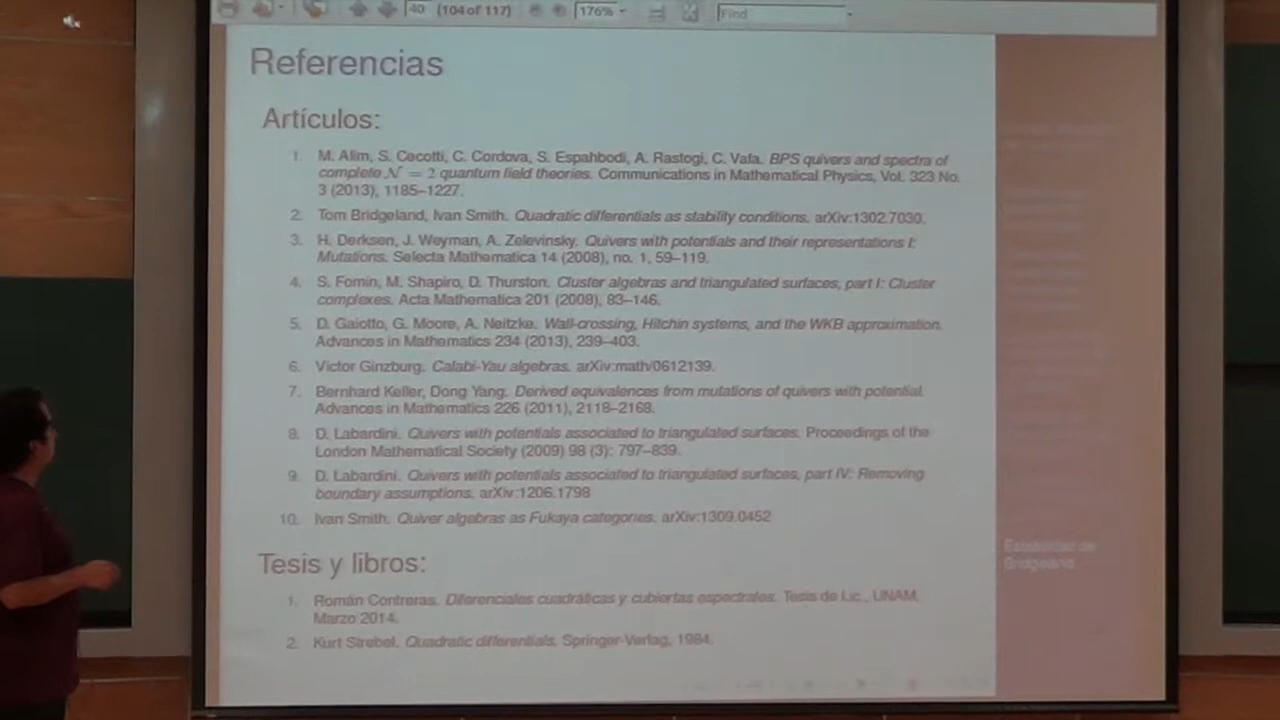 40 (104 of 117) 176% Find
Referencias
Artículos:
1. M. Alim, S. Cecotti, C. Cordova, S. Espahbodi, A. Rastogi, C. Vafa. BPS quivers and spectra of
complete N = 2 quantum field theories. Communications in Mathematical Physics, Vol. 323 No.
3 (2013), 1185–1227.
2. Tom Bridgeland, Ivan Smith. Quadratic differentials as stability conditions. arXiv:1302.7030.
3. H. Derksen, J. Weyman, A. Zelevinsky. Quivers with potentials and their representations I:
Mutations. Selecta Mathematica 14 (2008), no. 1, 59–119.
4. S. Fomin, M. Shapiro, D. Thurston. Cluster algebras and triangulated surfaces, part I: Cluster
complexes. Acta Mathematica 201 (2008), 83–146.
5. D. Gaiotto, G. Moore, A. Neitzke. Wall-crossing, Hitchin systems, and the WKB approximation.
Advances in Mathematics 234 (2013), 239–403.
6. Victor Ginzburg. Calabi-Yau algebras. arXiv:math/0612139.
7. Bernhard Keller, Dong Yang. Derived equivalences from mutations of quivers with potential.
Advances in Mathematics 226 (2011), 2118–2168.
8. D. Labardini. Quivers with potentials associated to triangulated surfaces. Proceedings of the
London Mathematical Society (2009) 98 (3): 797–839.
9. D. Labardini. Quivers with potentials associated to triangulated surfaces, part IV: Removing
boundary assumptions. arXiv:1206.1798
10. Ivan Smith. Quiver algebras as Fukaya categories. arXiv:1309.0452
Tesis y libros:
1. Román Contreras. Diferenciales cuadráticas y cubiertas espectrales. Tesis de Lic., UNAM,
Marzo 2014.
2. Kurt Strebel. Quadratic differentials. Springer-Verlag, 1984.
Estabilidad de
Bridgeland